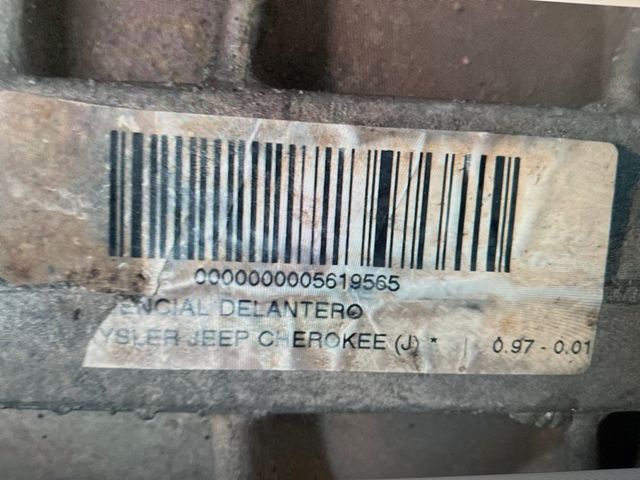 0000000005619565
ENCIAL DELANTERO
YSLER JEEP CHEROKEE (J) * | 0.97 - 0.01